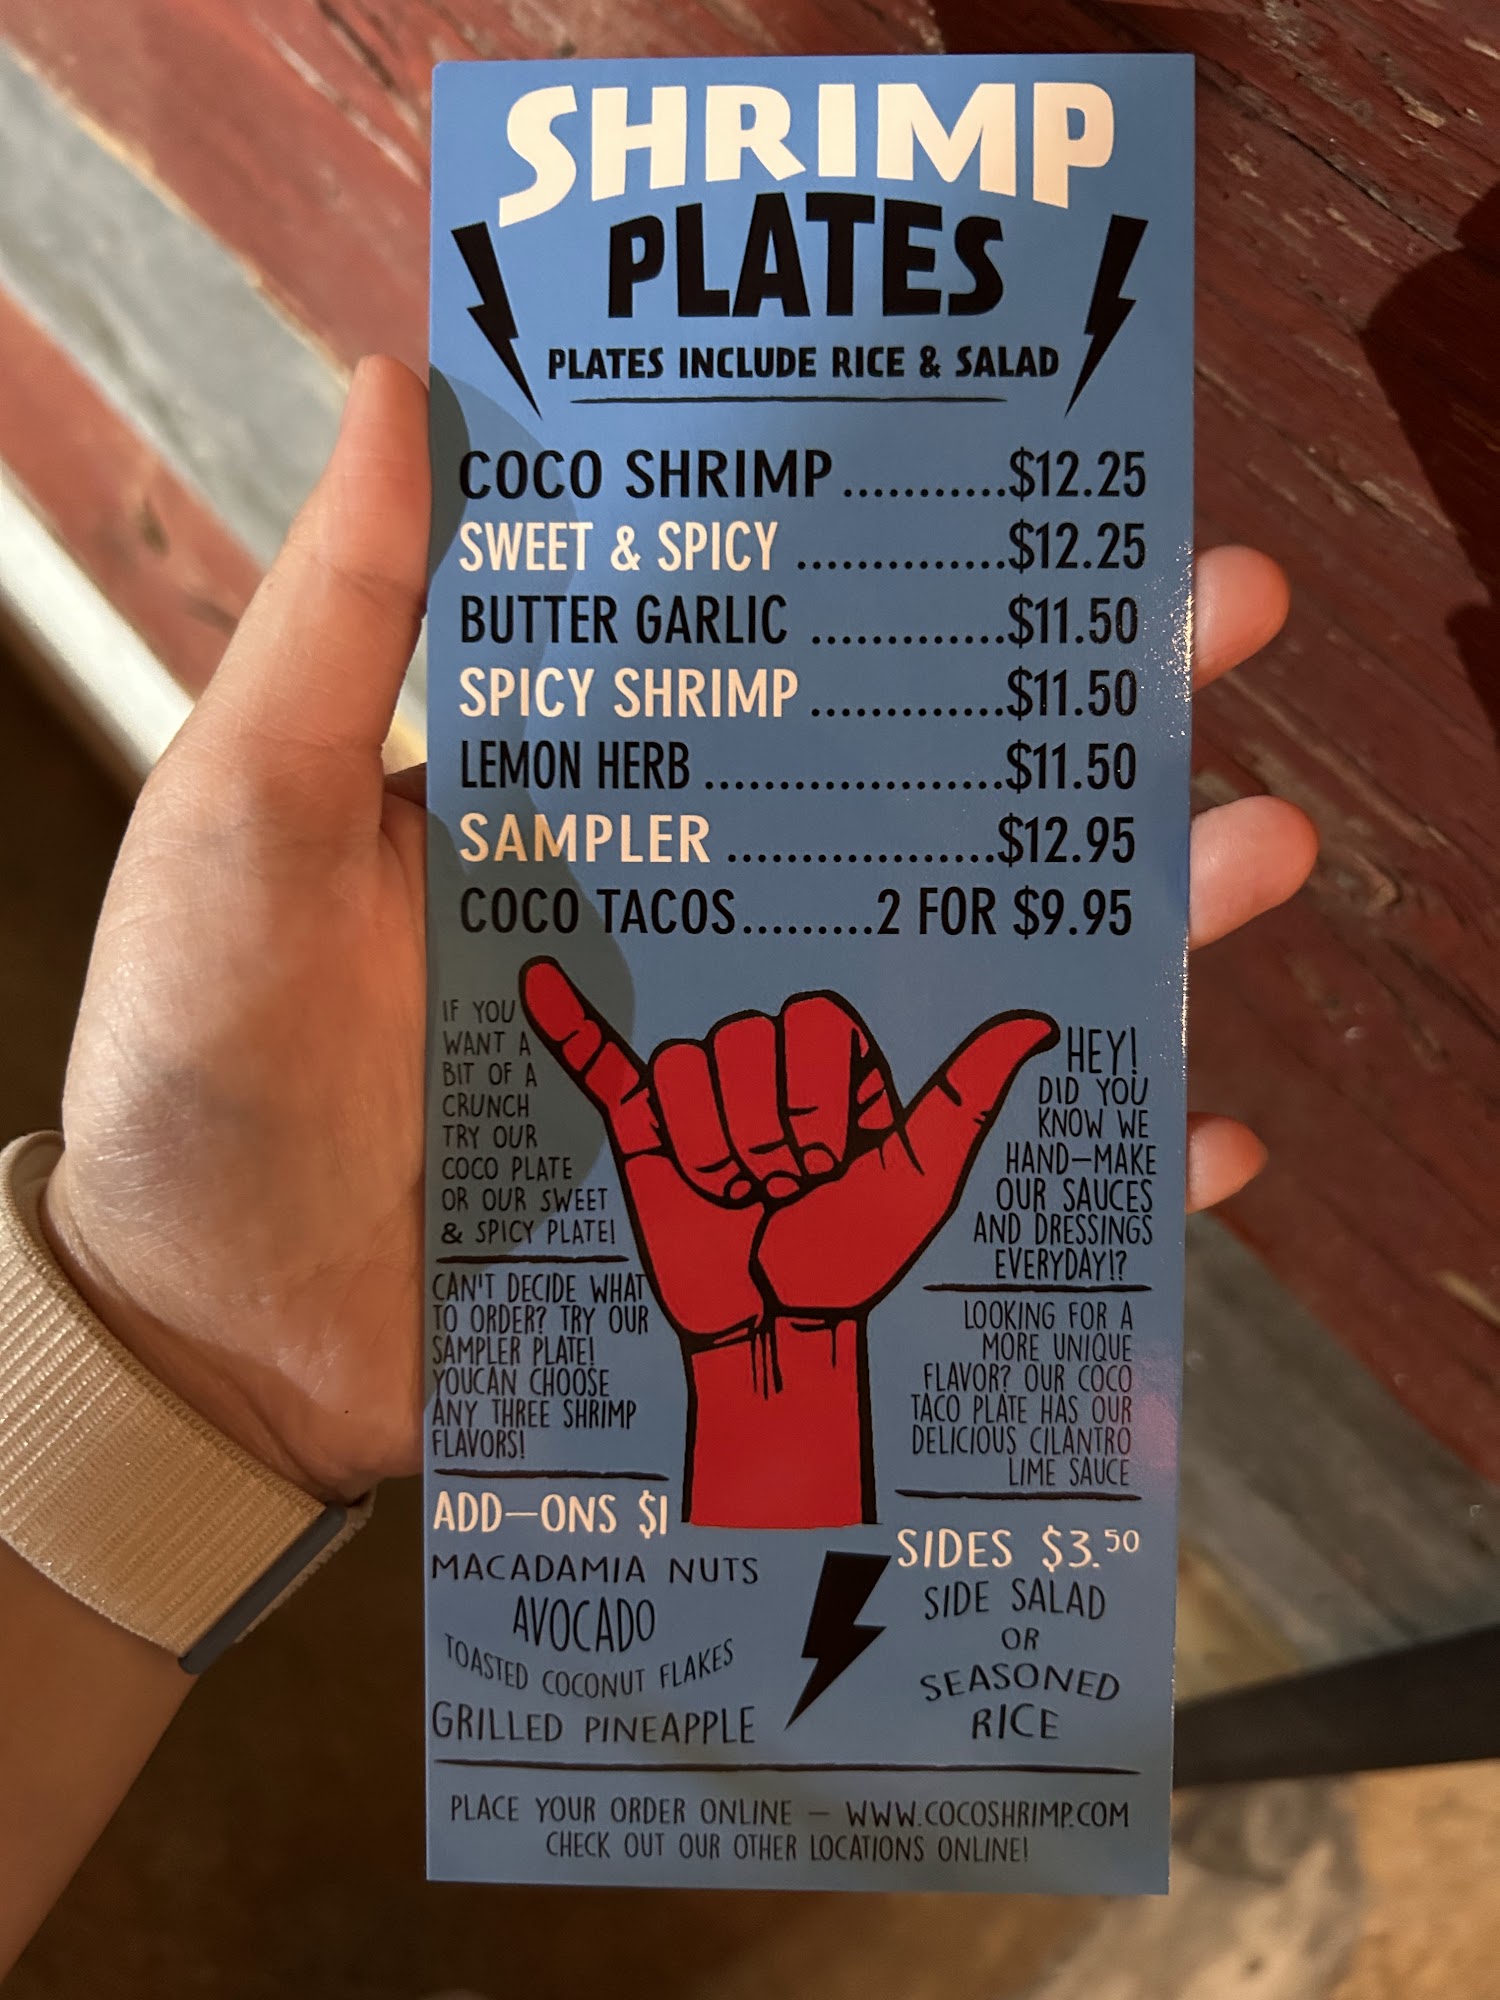 SHRIMP
PLATES
PLATES INCLUDE RICE & SALAD
COCO SHRIMP...........$12.25
SWEET & SPICY ..............$12.25
BUTTER GARLIC .............$11.50
SPICY SHRIMP .............$11.50
LEMON HERB ....................$11.50
SAMPLER ..................$12.95
COCO TACOS.........2 FOR $9.95
IF YOU
WANT A
BIT OF A
CRUNCH
TRY OUR
COCO PLATE
OR OUR SWEET
& SPICY PLATE!
CAN'T DECIDE WHAT
TO ORDER? TRY OUR
SAMPLER PLATE!
YOUCAN CHOOSE
ANY THREE SHRIMP
FLAVORS!
HEY!
DID YOU
KNOW WE
HAND-MAKE
OUR SAUCES
AND DRESSINGS
EVERYDAY!?
LOOKING FOR A
MORE UNIQUE
FLAVOR? OUR COCO
TACO PLATE HAS OUR
DELICIOUS CILANTRO
LIME SAUCE
ADD-ONS $1
MACADAMIA NUTS
AVOCADO
TOASTED COCONUT FLAKES
GRILLED PINEAPPLE
SIDES $3.50
SIDE SALAD
OR
SEASONED
RICE
PLACE YOUR ORDER ONLINE - WWW.COCOSHRIMP.COM
CHECK OUT OUR OTHER LOCATIONS ONLINE!